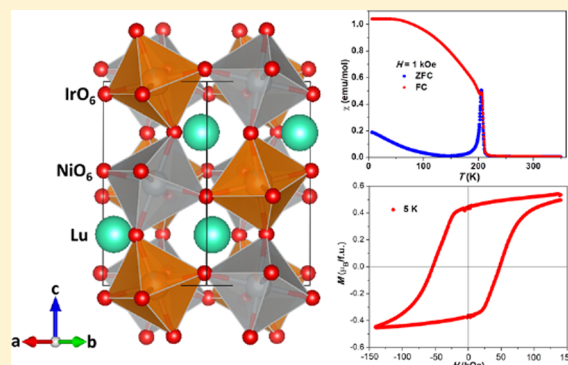 IrO6
NiO6
Lu
c
a
b
χ (emu/mol)
1.0
0.8
0.6
0.4
0.2
0.0
H = 1 kOe
ZFC
FC
0 100 200 300
T(K)
M (μB/f.u.)
0.6
0.4
0.2
0.0
-0.2
-0.4
-0.6
5 K
-150 -100 -50 0 50 100 150
H(kOe)